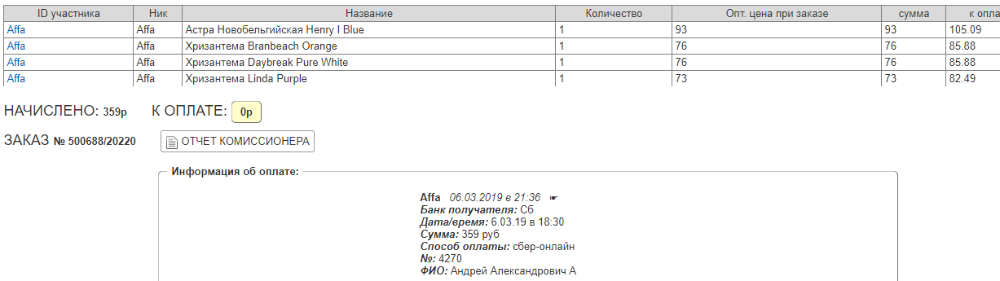 ID участника Ник Название Количество Опт. цена при заказе сумма к опла
Affa Affa Астра Новобельгийская Henry I Blue 1 93 93 105.09
Affa Affa Хризантема Branbeach Orange 1 76 76 85.88
Affa Affa Хризантема Daybreak Pure White 1 76 76 85.88
Affa Affa Хризантема Linda Purple 1 73 73 82.49
НАЧИСЛЕНО: 359р К ОПЛАТЕ: 0р
ЗАКАЗ № 500688/20220 ОТЧЕТ КОМИССИОНЕРА
Информация об оплате:
Affa 06.03.2019 в 21:36 ☛
Банк получателя: Сб
Дата/время: 6.03.19 в 18:30
Сумма: 359 руб
Способ оплаты: сбер-онлайн
№: 4270
ФИО: Андрей Александрович А